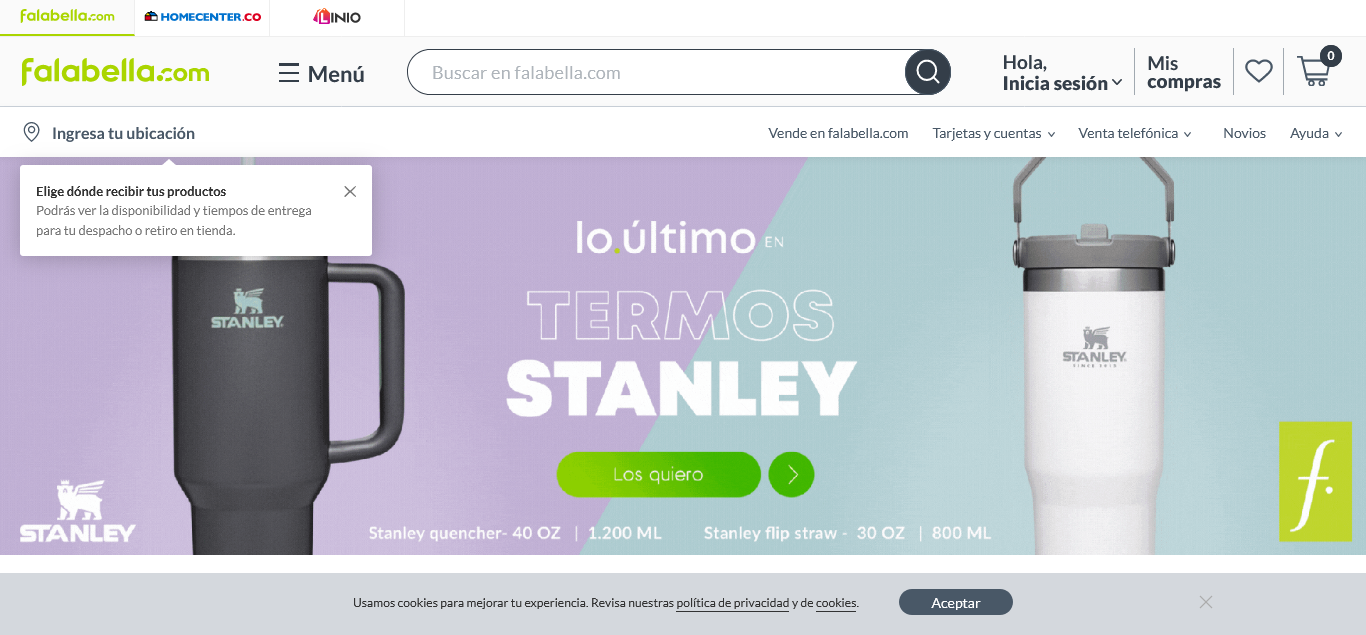 falabella.com
HOMECENTER.CO
LINIO
falabella.com
Menú
Buscar en falabella.com
Hola,
Inicia sesión
Mis
compras
0
Ingresa tu ubicación
Vende en falabella.com
Tarjetas y cuentas
Venta telefónica
Novios
Ayuda
Elige dónde recibir tus productos
Podrás ver la disponibilidad y tiempos de entrega
para tu despacho o retiro en tienda.
lo.último EN
TERMOS
STANLEY
Los quiero
STANLEY
STANLEY
SINCE 1913
STANLEY
f.
Stanley quencher- 40 OZ | 1.200 ML
Stanley flip straw - 30 OZ | 800 ML
Usamos cookies para mejorar tu experiencia. Revisa nuestras política de privacidad y de cookies.
Aceptar